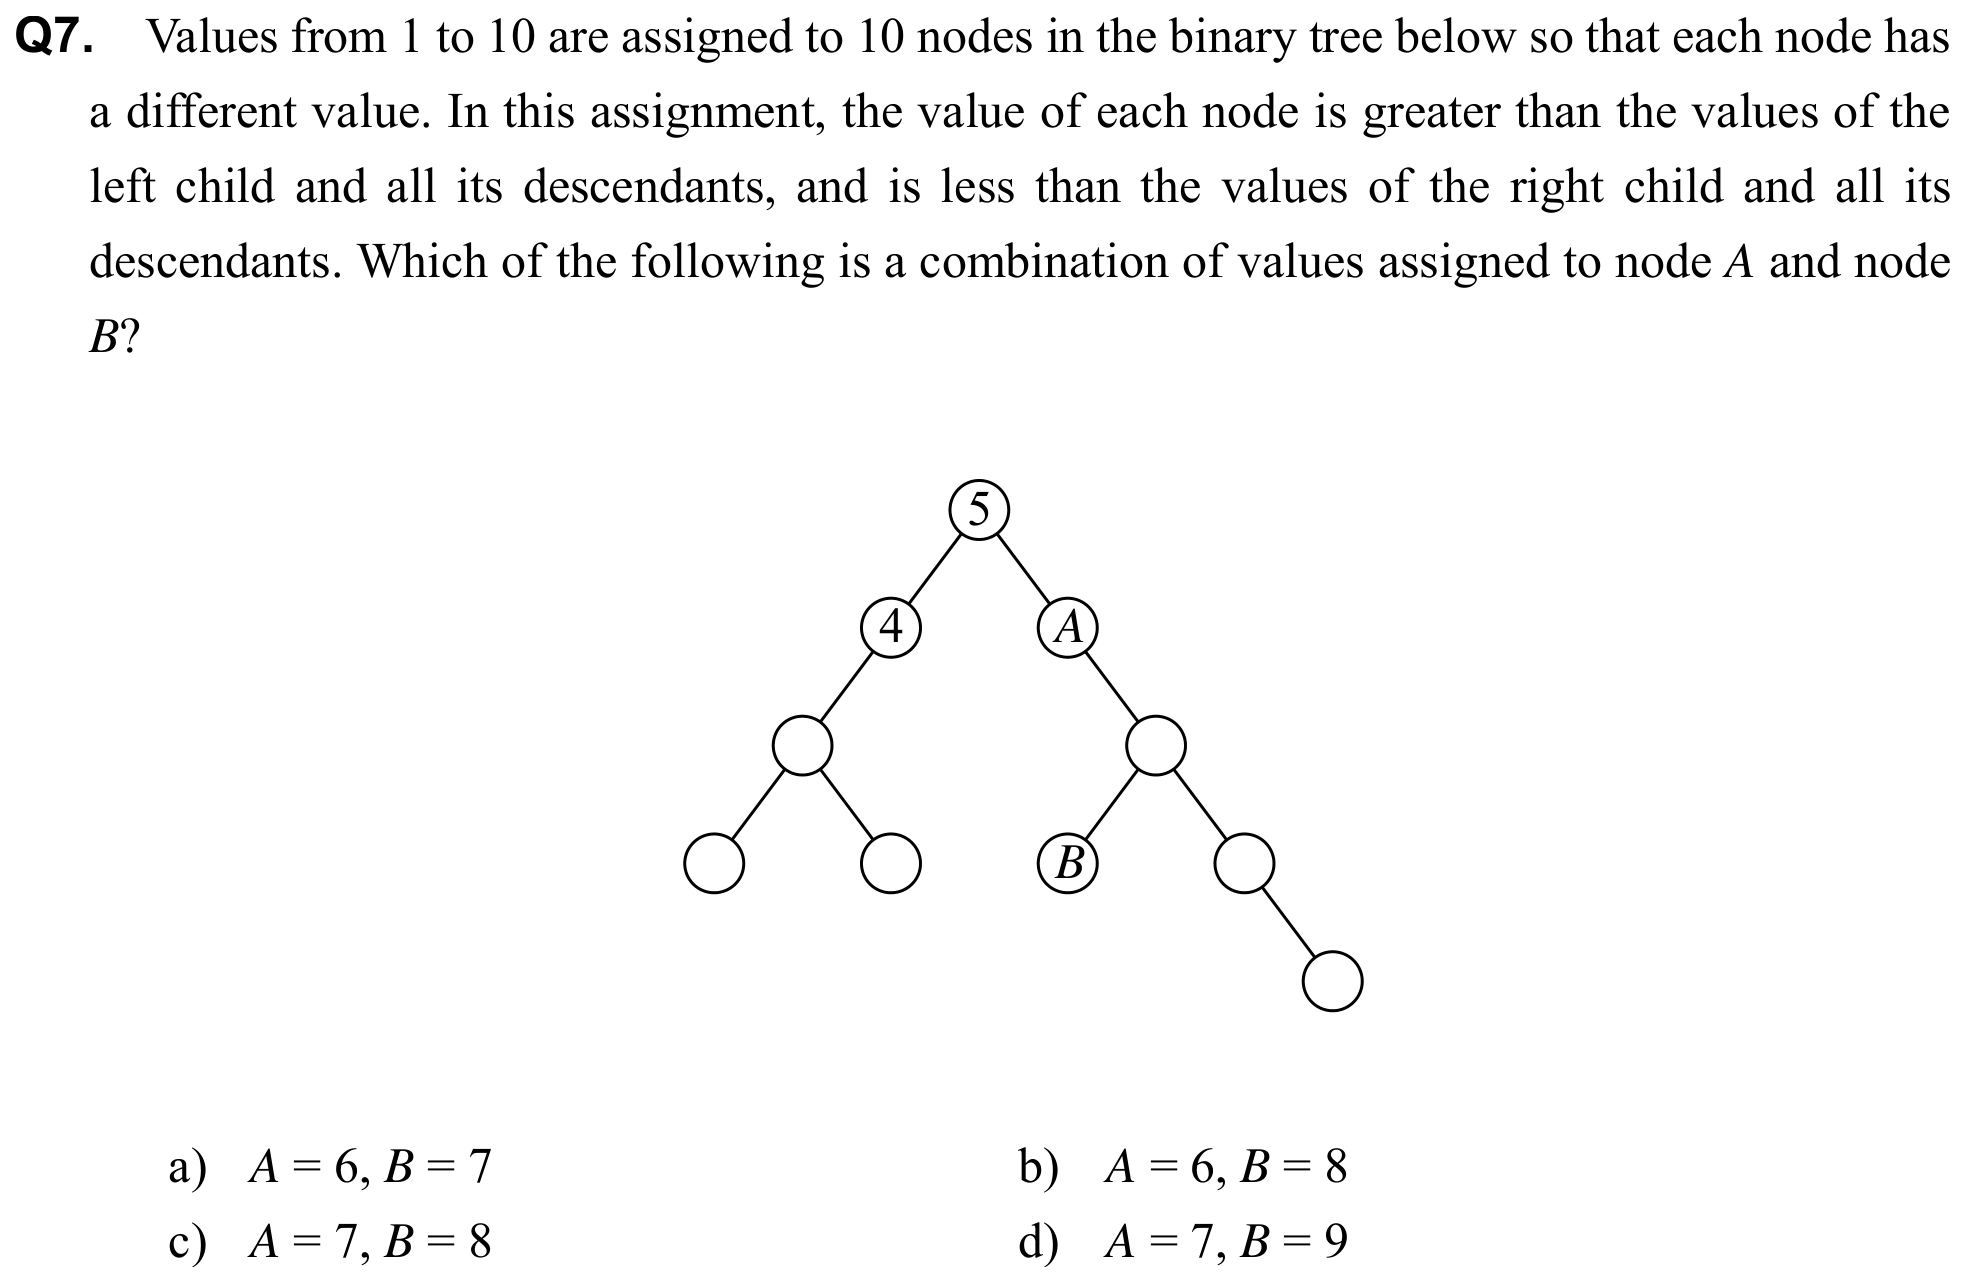 Q7. Values from 1 to 10 are assigned to 10 nodes in the binary tree below so that each node has
a different value. In this assignment, the value of each node is greater than the values of the
left child and all its descendants, and is less than the values of the right child and all its
descendants. Which of the following is a combination of values assigned to node A and node
B?
5
4 A
B
a) A = 6, B = 7 b) A = 6, B = 8
c) A = 7, B = 8 d) A = 7, B = 9